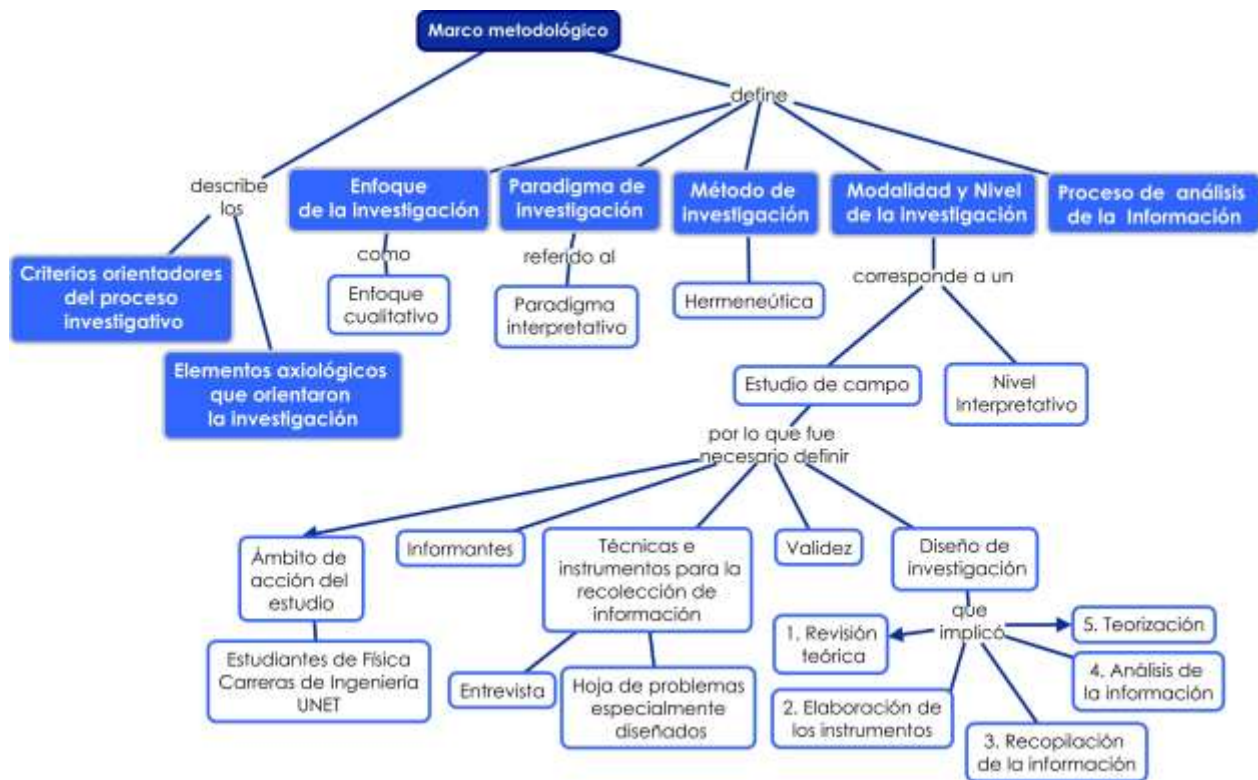 Marco metodológico
define
describe
los
Enfoque
de la investigación
Paradigma de
investigación
Método de
investigación
Modalidad y Nivel
de la investigación
Proceso de análisis
de la Información
Criterios orientadores
del proceso
investigativo
Elementos axiológicos
que orientaron
la investigación
como
Enfoque
cualitativo
referido al
Paradigma
interpretativo
Hermeneútica
corresponde a un
Estudio de campo
Nivel
Interpretativo
por lo que fue
necesario definir
Ámbito de
acción del
estudio
Informantes
Técnicas e
instrumentos para la
recolección de
información
Validez
Diseño de
investigación
Estudiantes de Física
Carreras de Ingeniería
UNET
Entrevista
Hoja de problemas
especialmente
diseñados
que
implicó
1. Revisión
teórica
2. Elaboración de
los instrumentos
3. Recopilación
de la información
4. Análisis de
la información
5. Teorización